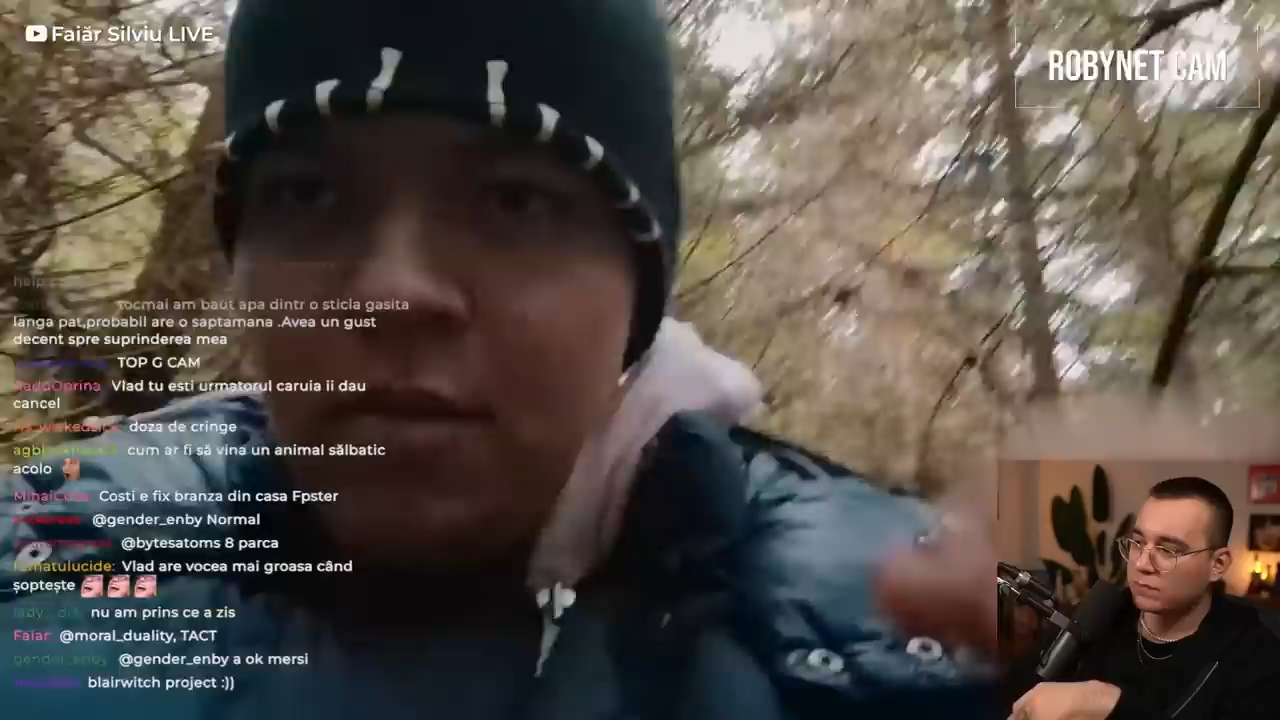 Faiăr Silviu LIVE
ROBYNET CAM
help
tocmai am baut apa dintr o sticla gasita
langa pat,probabil are o saptamana .Avea un gust
decent spre suprinderea mea
TOP G CAM
RaduOprina Vlad tu esti urmatorul caruia ii dau
cancel
doza de cringe
cum ar fi să vina un animal sălbatic
acolo
Costi e fix branza din casa Fpster
@gender_enby Normal
@bytesatoms 8 parca
Vlad are vocea mai groasa când
șoptește
nu am prins ce a zis
Faiar: @moral_duality, TACT
gender_enby @gender_enby a ok mersi
blairwitch project :))